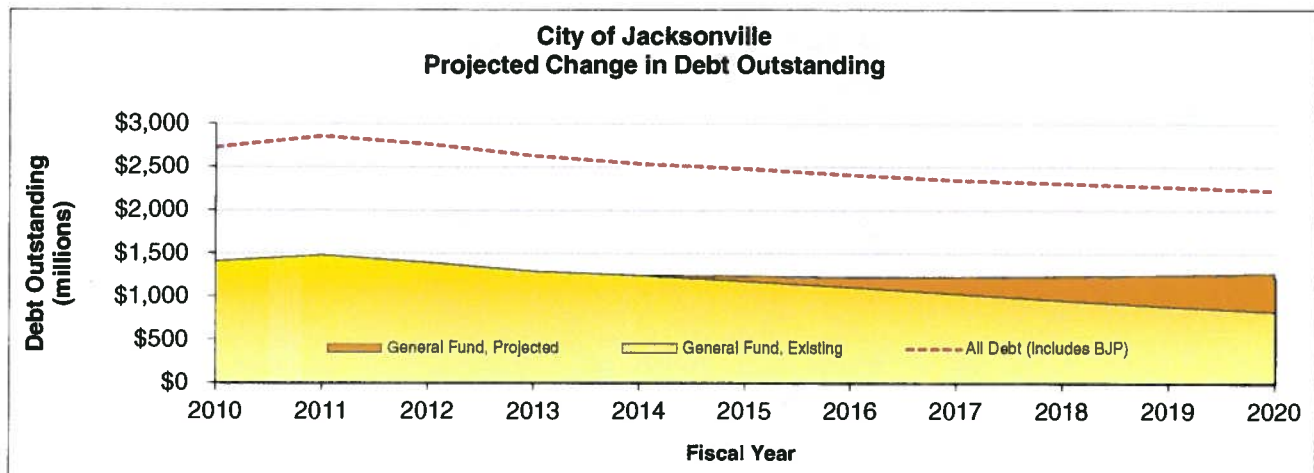 City of Jacksonville
Projected Change in Debt Outstanding
Debt Outstanding
(millions)
$3,000
$2,500
$2,000
$1,500
$1,000
$500
$0
General Fund, Projected
General Fund, Existing
All Debt (Includes BJP)
2010 2011 2012 2013 2014 2015 2016 2017 2018 2019 2020
Fiscal Year